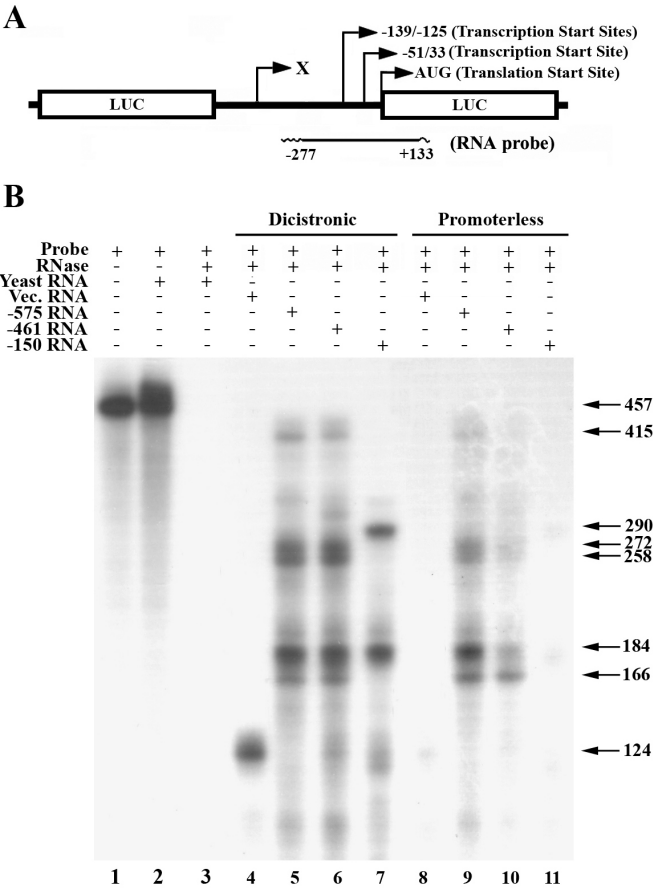 A
-139/-125 (Transcription Start Sites)
-51/33 (Transcription Start Site)
X
AUG (Translation Start Site)
LUC
LUC
-277
+133
(RNA probe)
B
Dicistronic
Promoterless
Probe + + + + + + + + + + +
RNase - - + + + + + + + + +
Yeast RNA - + + - - - - - - - -
Vec. RNA - - - + - - - + - - -
-575 RNA - - - - + - - - + - -
-461 RNA - - - - - + - - - + -
-150 RNA - - - - - - + - - - +
457
415
290
272
258
184
166
124
1 2 3 4 5 6 7 8 9 10 11